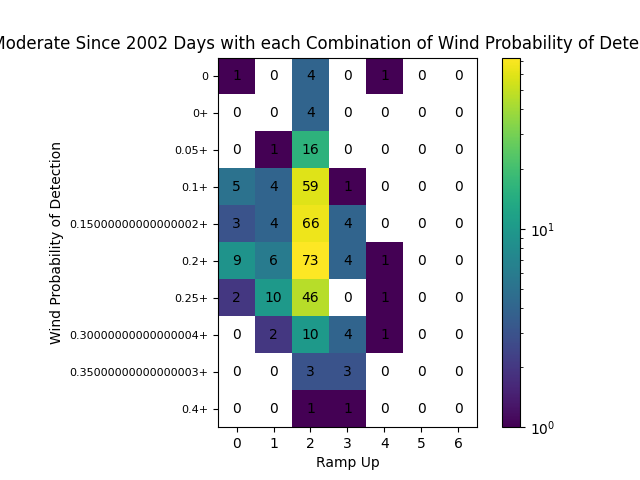 Moderate Since 2002 Days with each Combination of Wind Probability of Dete
Wind Probability of Detection
0 1 0 4 0 1 0 0
0+ 0 0 4 0 0 0 0
0.05+ 0 1 16 0 0 0 0
0.1+ 5 4 59 1 0 0 0
0.15000000000000002+ 3 4 66 4 0 0 0
0.2+ 9 6 73 4 1 0 0
0.25+ 2 10 46 0 1 0 0
0.30000000000000004+ 0 2 10 4 1 0 0
0.35000000000000003+ 0 0 3 3 0 0 0
0.4+ 0 0 1 1 0 0 0
0 1 2 3 4 5 6
Ramp Up
10¹
10⁰